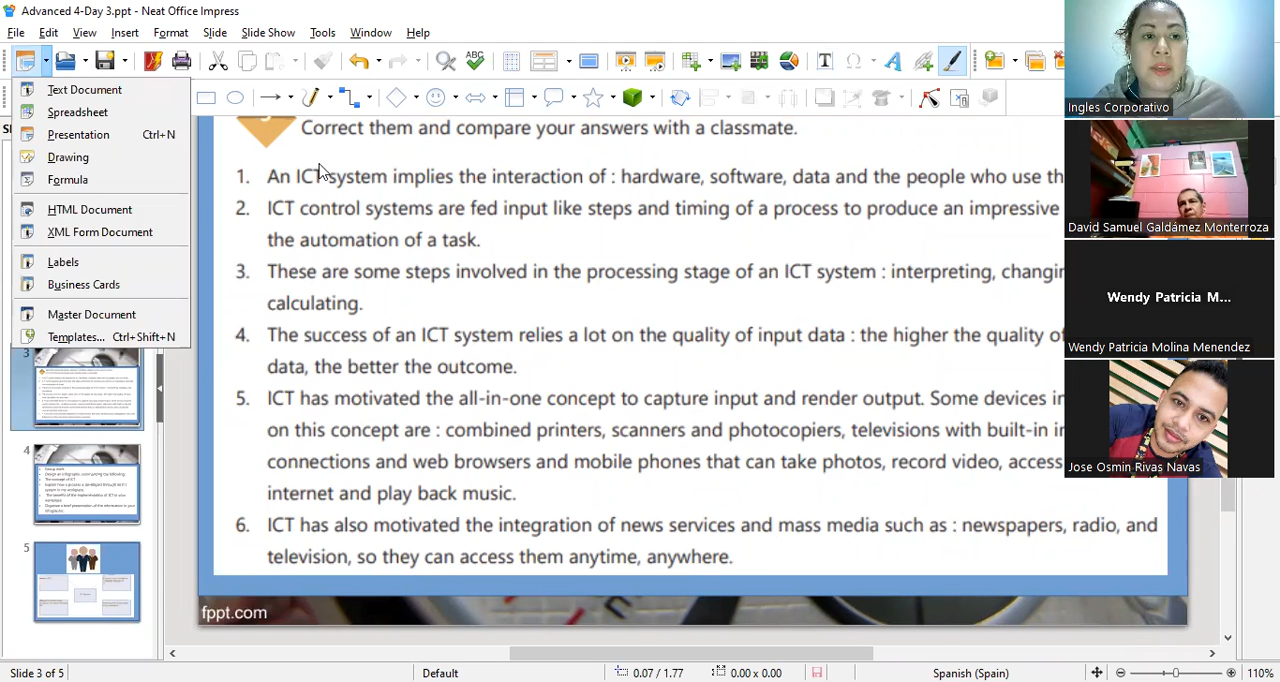 Advanced 4-Day 3.ppt - Neat Office Impress
File Edit View Insert Format Slide Slide Show Tools Window Help
Text Document
Spreadsheet
Presentation Ctrl+N
Drawing
Formula
HTML Document
XML Form Document
Labels
Business Cards
Master Document
Templates... Ctrl+Shift+N
Correct them and compare your answers with a classmate.
1. An ICT system implies the interaction of : hardware, software, data and the people who use th
2. ICT control systems are fed input like steps and timing of a process to produce an impressive
the automation of a task.
3. These are some steps involved in the processing stage of an ICT system : interpreting, changin
calculating.
4. The success of an ICT system relies a lot on the quality of input data : the higher the quality of
data, the better the outcome.
5. ICT has motivated the all-in-one concept to capture input and render output. Some devices in
on this concept are : combined printers, scanners and photocopiers, televisions with built-in in
connections and web browsers and mobile phones that can take photos, record video, access
internet and play back music.
6. ICT has also motivated the integration of news services and mass media such as : newspapers, radio, and
television, so they can access them anytime, anywhere.
fppt.com
3
4
5
Ingles Corporativo
David Samuel Galdámez Monterroza
Wendy Patricia M...
Wendy Patricia Molina Menendez
Jose Osmin Rivas Navas
Slide 3 of 5
Default
0.07 / 1.77
0.00 x 0.00
Spanish (Spain)
110%